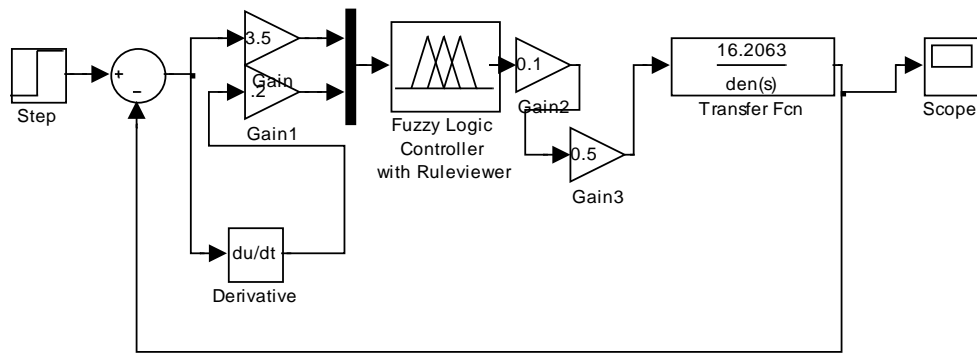 Step
+
−
3.5
Gain
.2
Gain1
du/dt
Derivative
Fuzzy Logic
Controller
with Ruleviewer
0.1
Gain2
0.5
Gain3
16.2063
den(s)
Transfer Fcn
Scope